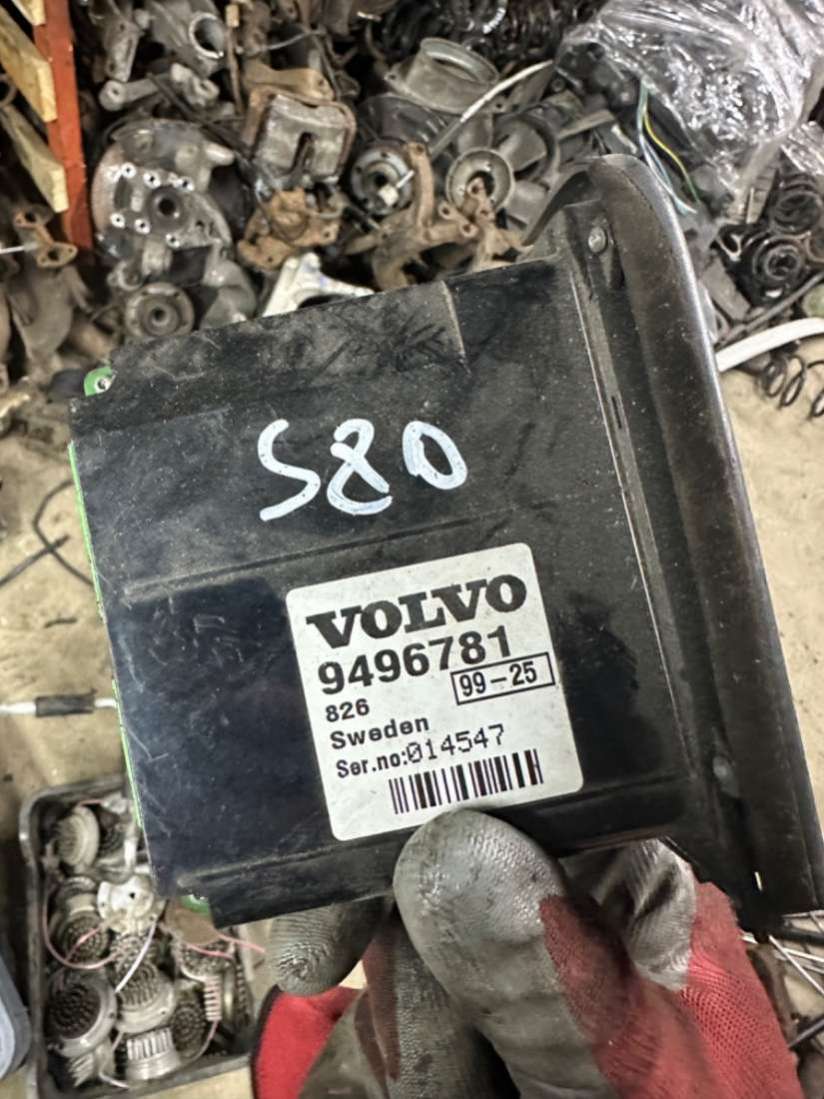 S80
VOLVO
9496781
99-25
826
Sweden
Ser.no:014547